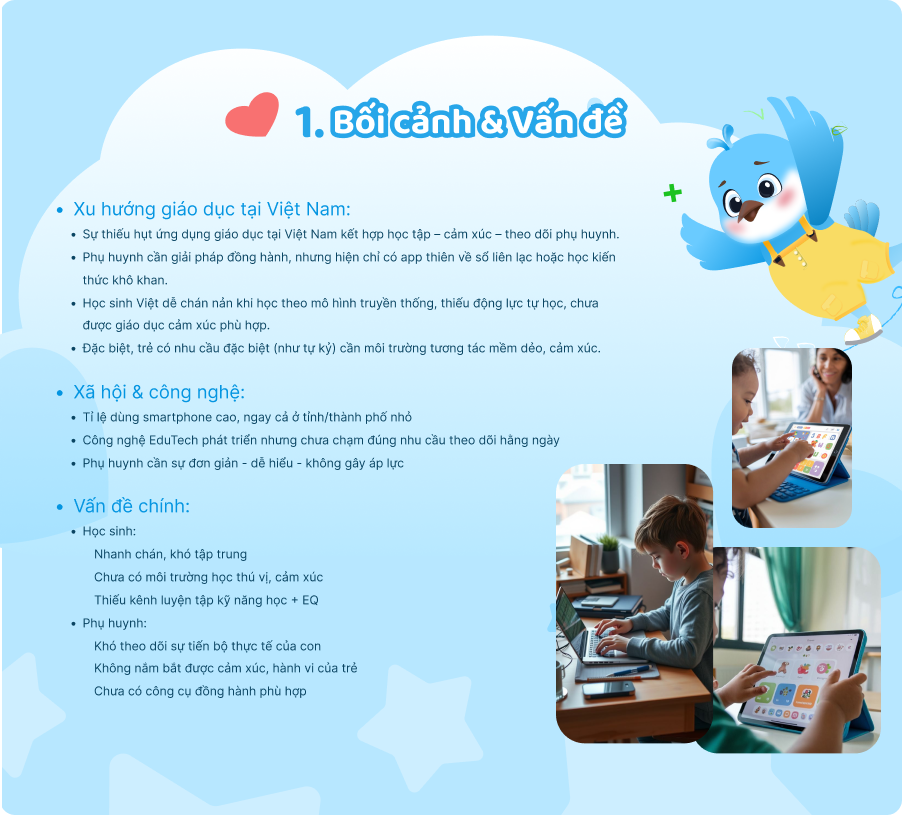 1. Bối cảnh & Vấn đề
• Xu hướng giáo dục tại Việt Nam:
• Sự thiếu hụt ứng dụng giáo dục tại Việt Nam kết hợp học tập – cảm xúc – theo dõi phụ huynh.
• Phụ huynh cần giải pháp đồng hành, nhưng hiện chỉ có app thiên về sổ liên lạc hoặc học kiến
thức khô khan.
• Học sinh Việt dễ chán nản khi học theo mô hình truyền thống, thiếu động lực tự học, chưa
được giáo dục cảm xúc phù hợp.
• Đặc biệt, trẻ có nhu cầu đặc biệt (như tự kỷ) cần môi trường tương tác mềm dẻo, cảm xúc.
• Xã hội & công nghệ:
• Tỉ lệ dùng smartphone cao, ngay cả ở tỉnh/thành phố nhỏ
• Công nghệ EduTech phát triển nhưng chưa chạm đúng nhu cầu theo dõi hằng ngày
• Phụ huynh cần sự đơn giản - dễ hiểu - không gây áp lực
• Vấn đề chính:
• Học sinh:
Nhanh chán, khó tập trung
Chưa có môi trường học thú vị, cảm xúc
Thiếu kênh luyện tập kỹ năng học + EQ
• Phụ huynh:
Khó theo dõi sự tiến bộ thực tế của con
Không nắm bắt được cảm xúc, hành vi của trẻ
Chưa có công cụ đồng hành phù hợp